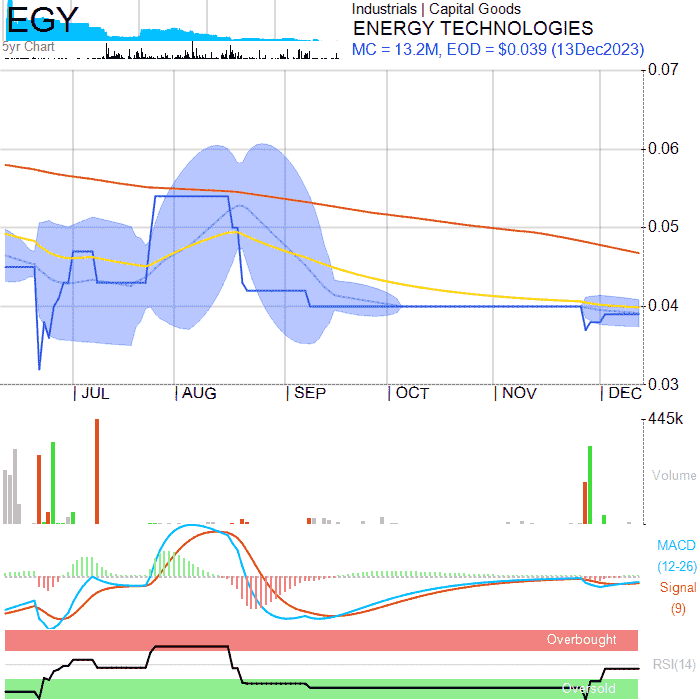 EGY
5yr Chart
Industrials | Capital Goods
ENERGY TECHNOLOGIES
MC = 13.2M, EOD = $0.039 (13Dec2023)
0.07
0.06
0.05
0.04
0.03
| JUL | AUG | SEP | OCT | NOV | DEC
445k
Volume
MACD
(12-26)
Signal
(9)
Overbought
RSI(14)
Oversold